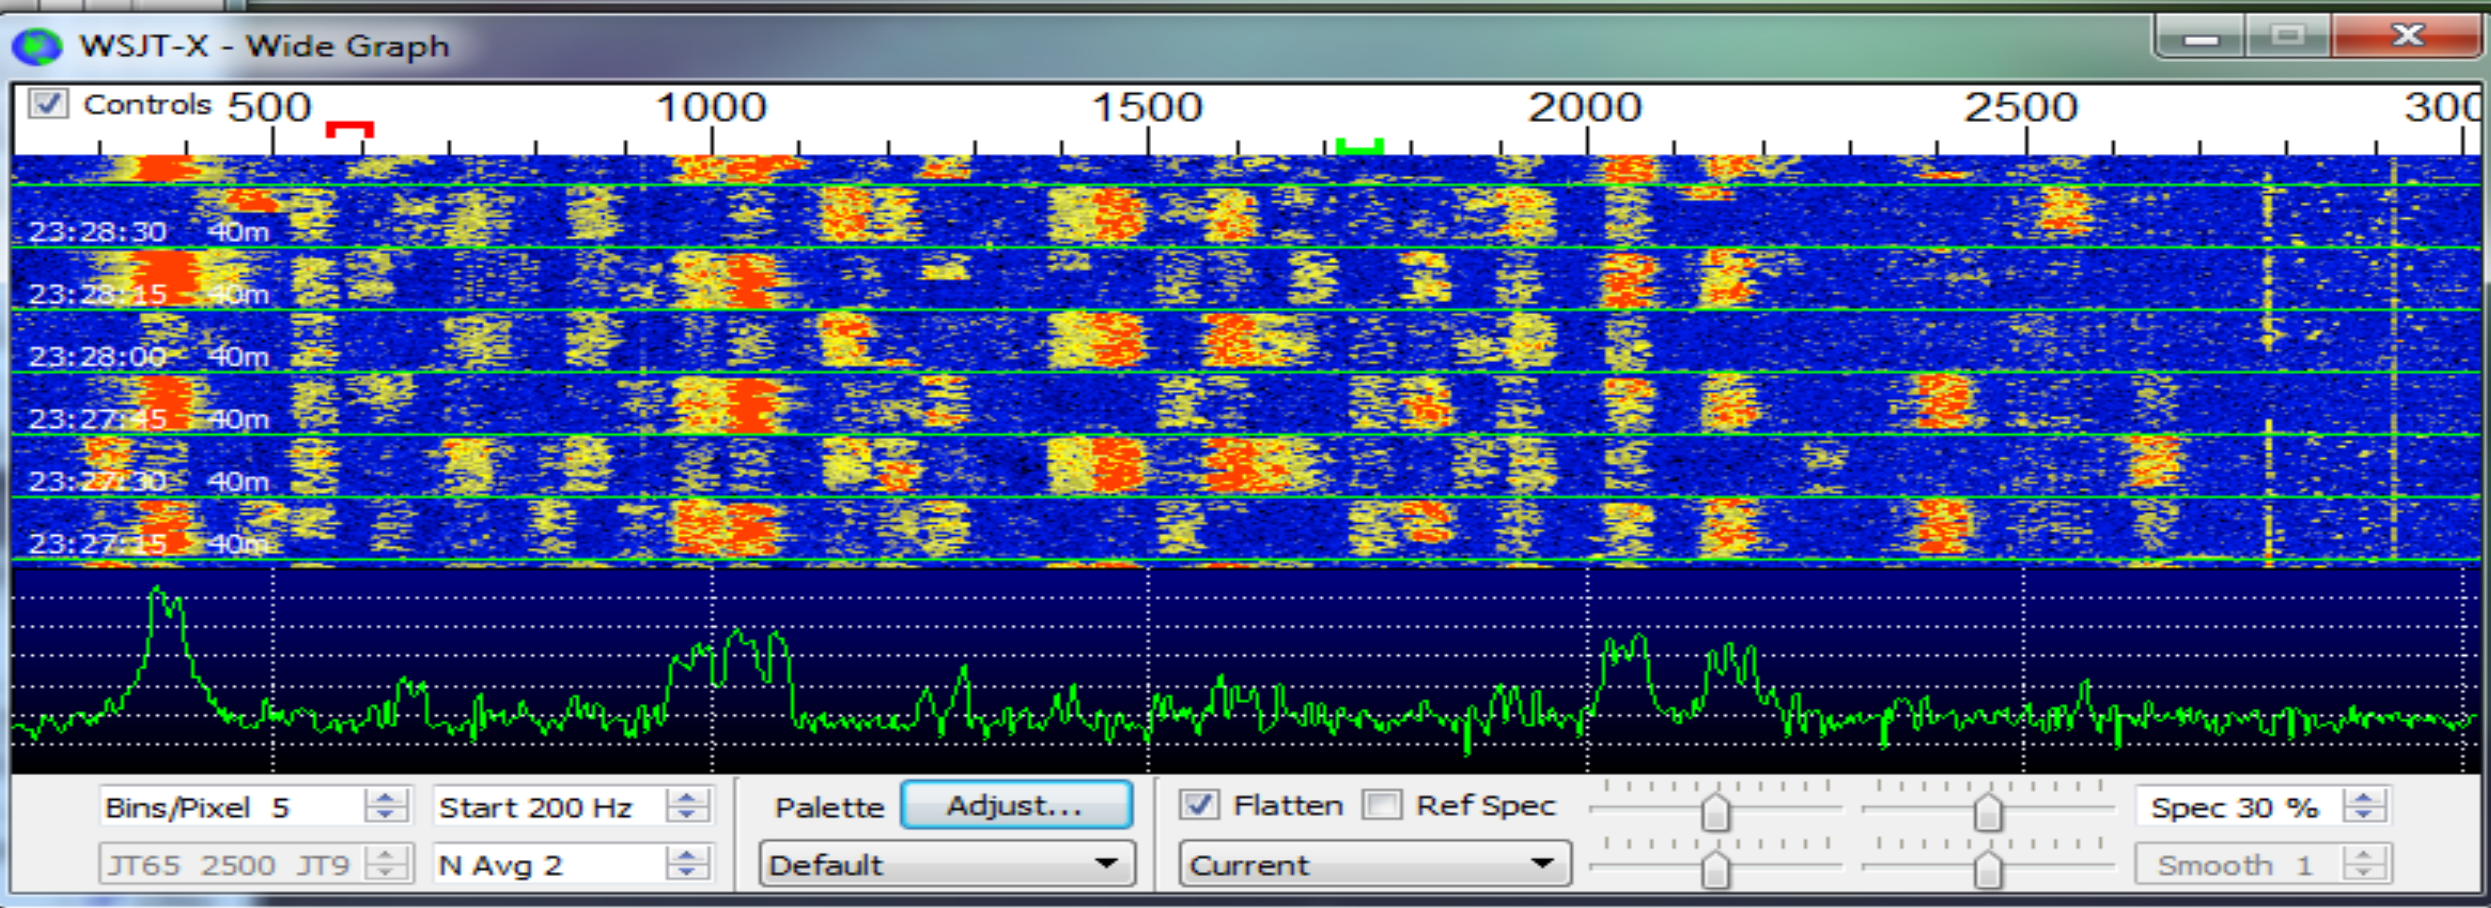 WSJT-X - Wide Graph
Controls 500 1000 1500 2000 2500 300
23:28:30 40m
23:28:15 40m
23:28:00 40m
23:27:45 40m
23:27:30 40m
23:27:15 40m
Bins/Pixel 5 Start 200 Hz Palette Adjust... Flatten Ref Spec Spec 30 %
JT65 2500 JT9 N Avg 2 Default Current Smooth 1